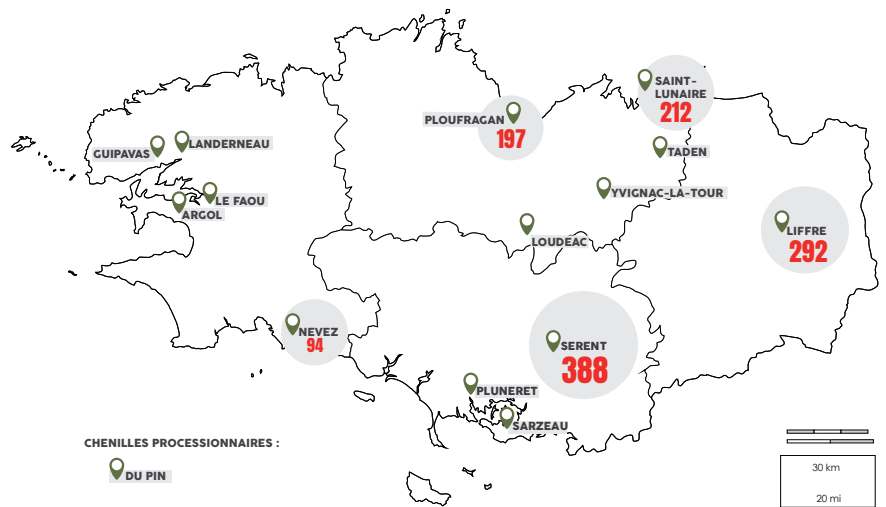 SAINT-
LUNAIRE
212
PLOUFRAGAN
197
GUIPAVAS
LANDERNEAU
TADEN
LE FAOU
ARGOL
YVIGNAC-LA-TOUR
LOUDEAC
LIFFRE
292
NEVEZ
94
SERENT
388
PLUNERET
SARZEAU
CHENILLES PROCESSIONNAIRES :
DU PIN
30 km
20 mi